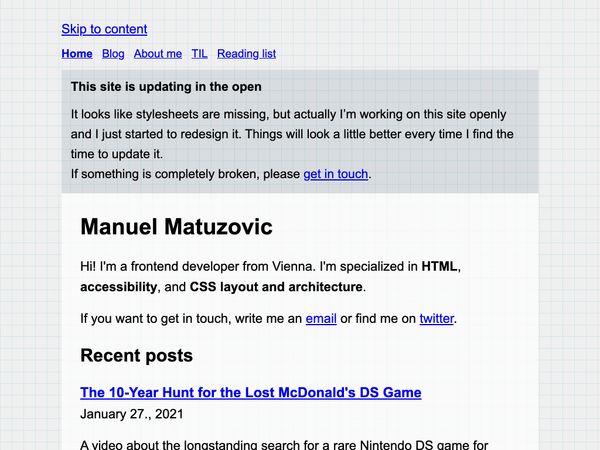 Skip to content
Home Blog About me TIL Reading list
This site is updating in the open
It looks like stylesheets are missing, but actually I’m working on this site openly
and I just started to redesign it. Things will look a little better every time I find the
time to update it.
If something is completely broken, please get in touch.
Manuel Matuzovic
Hi! I'm a frontend developer from Vienna. I'm specialized in HTML,
accessibility, and CSS layout and architecture.
If you want to get in touch, write me an email or find me on twitter.
Recent posts
The 10-Year Hunt for the Lost McDonald's DS Game
January 27., 2021
A video about the longstanding search for a rare Nintendo DS game for